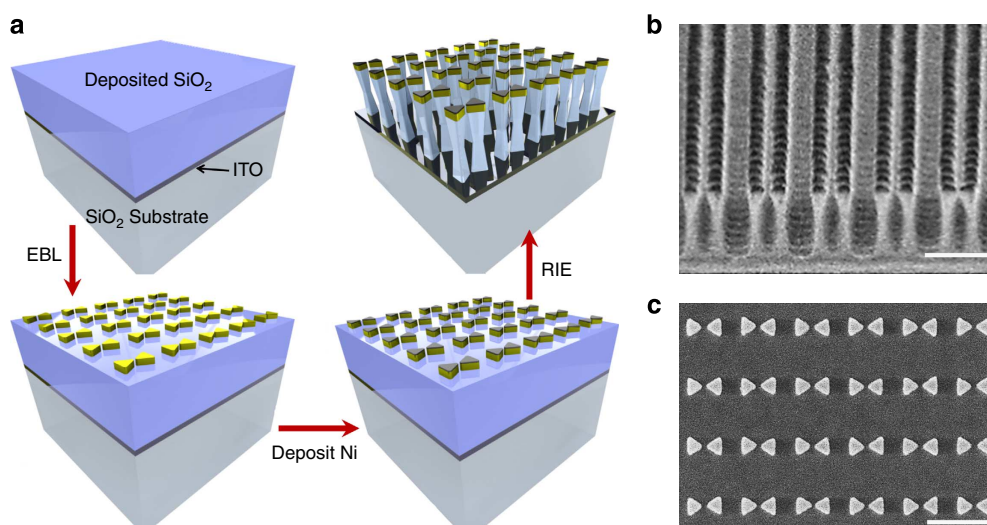 a
Deposited SiO₂
ITO
SiO₂ Substrate
EBL
RIE
Deposit Ni
b
c